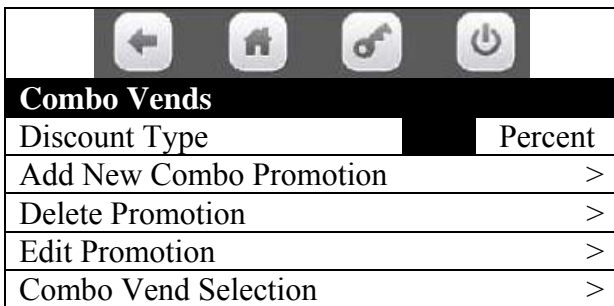 Combo Vends
Discount Type Percent
Add New Combo Promotion >
Delete Promotion >
Edit Promotion >
Combo Vend Selection >